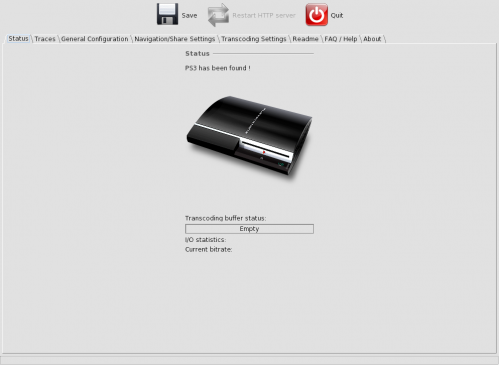 Save Restart HTTP server Quit
Status Traces General Configuration Navigation/Share Settings Transcoding Settings Readme FAQ / Help About
Status
PS3 has been found !
Transcoding buffer status:
Empty
I/O statistics:
Current bitrate: